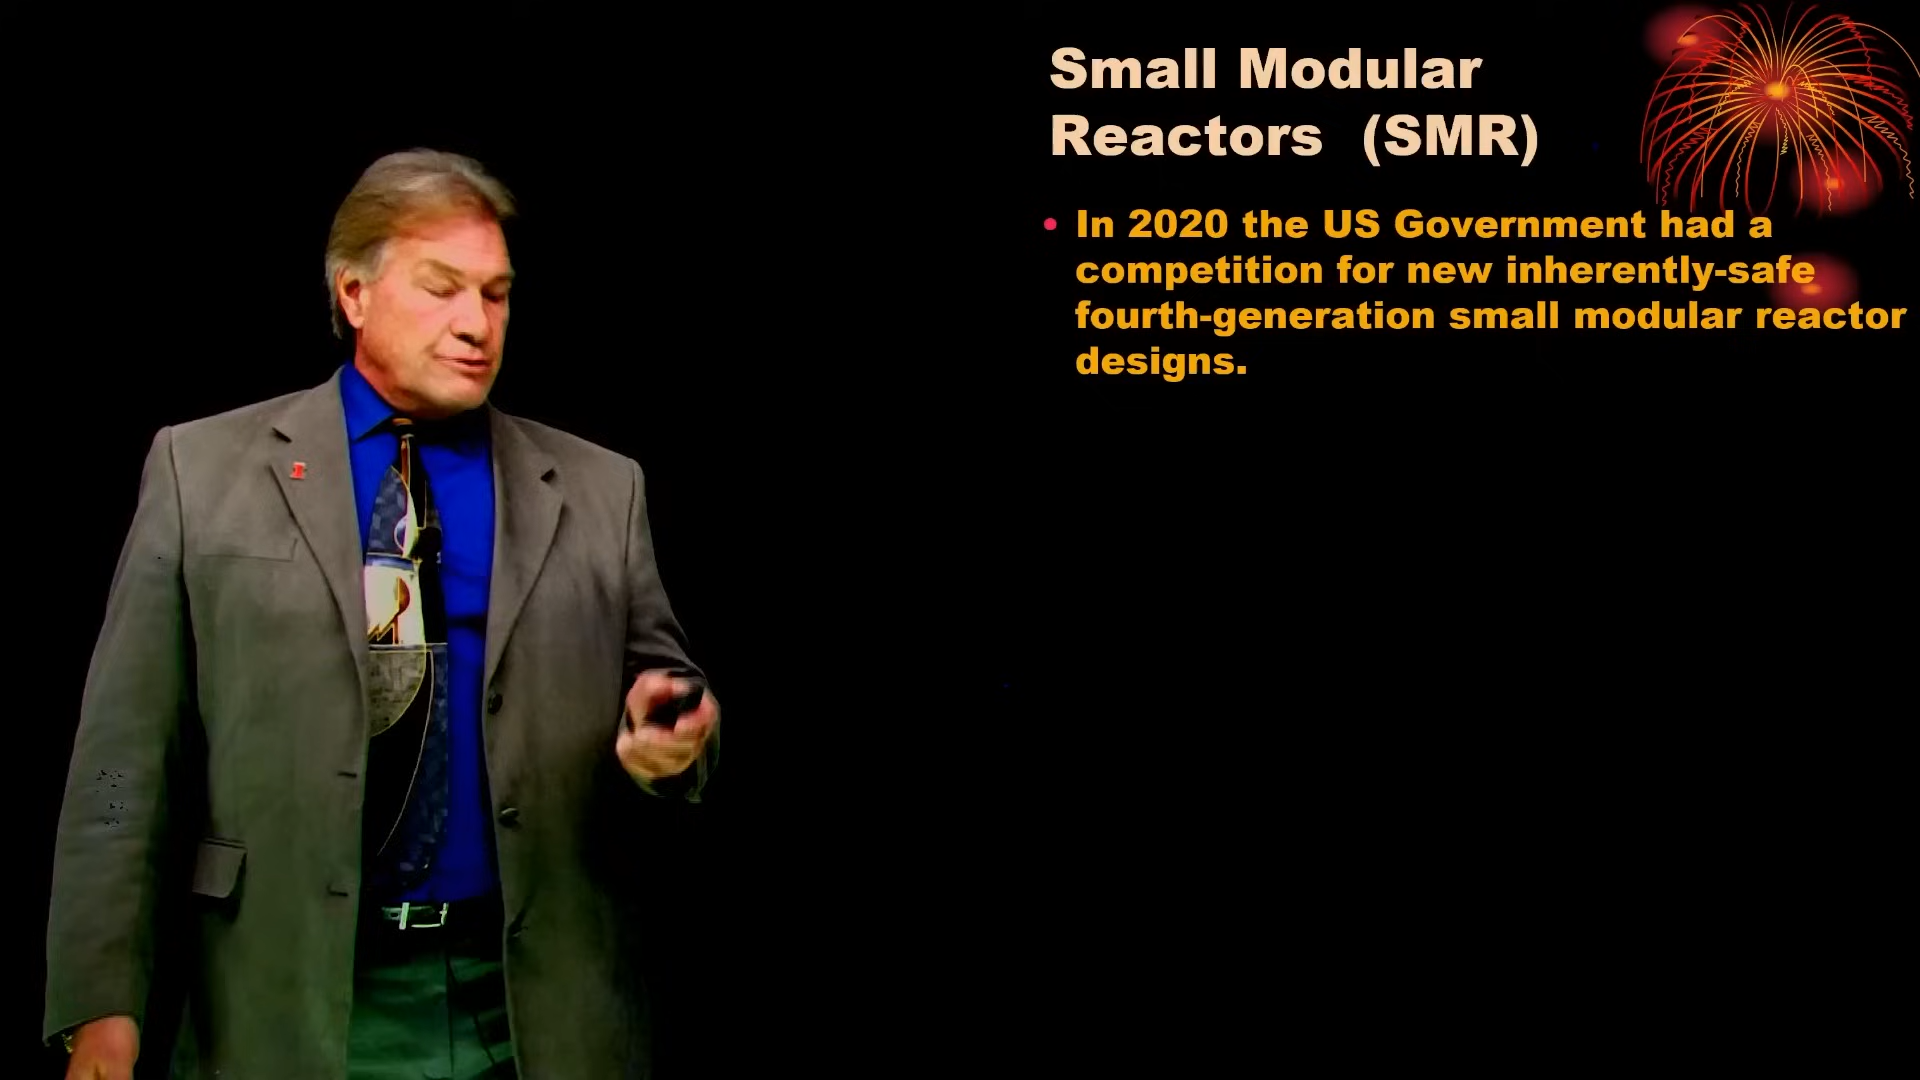 Small Modular
Reactors (SMR)
• In 2020 the US Government had a
competition for new inherently-safe
fourth-generation small modular reactor
designs.